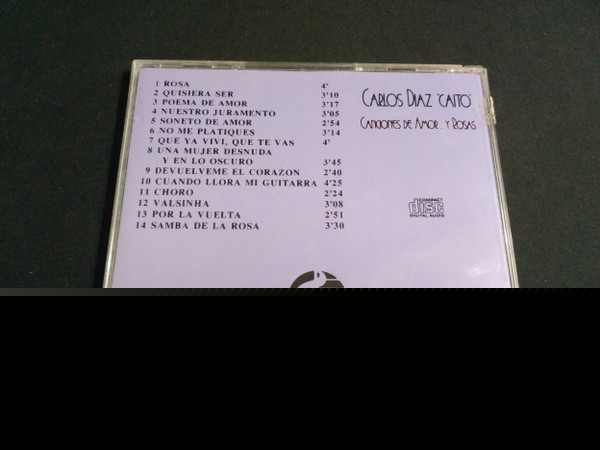 1 ROSA 4'
2 QUISIERA SER 3'10
3 POEMA DE AMOR 3'17
4 NUESTRO JURAMENTO 3'05
5 SONETO DE AMOR 2'54
6 NO ME PLATIQUES 3'14
7 QUE YA VIVI, QUE TE VAS 4'
8 UNA MUJER DESNUDA
Y EN LO OSCURO 3'45
9 DEVUELVEME EL CORAZON 2'40
10 CUANDO LLORA MI GUITARRA 4'25
11 CHORO 2'24
12 VALSINHA 3'08
13 POR LA VUELTA 2'51
14 SAMBA DE LA ROSA 3'30
CARLOS DIAZ "CAITO"
CANCIONES DE AMOR... Y ROSAS
COMPACT
disc
DIGITAL AUDIO